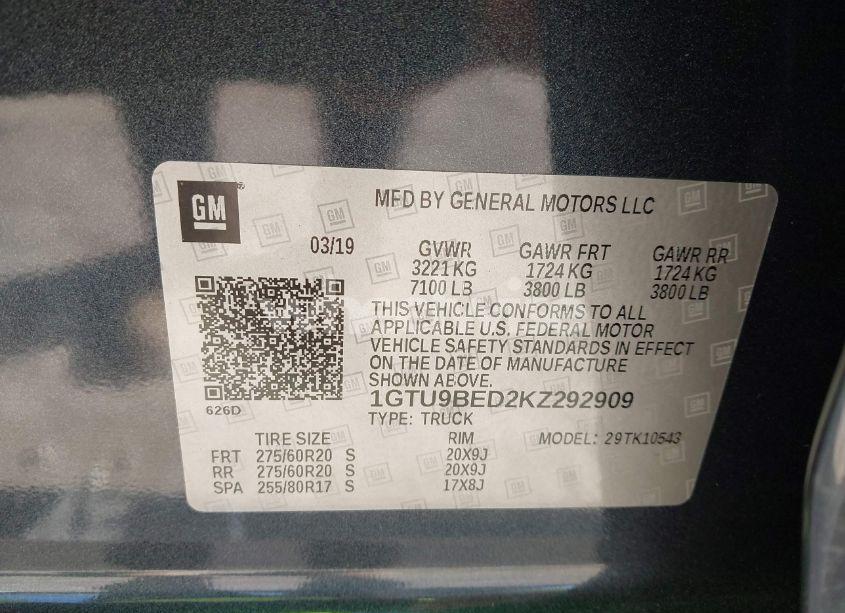 GM
MFD BY GENERAL MOTORS LLC
03/19 GVWR GAWR FRT GAWR RR
3221 KG 1724 KG 1724 KG
7100 LB 3800 LB 3800 LB
THIS VEHICLE CONFORMS TO ALL
APPLICABLE U.S. FEDERAL MOTOR
VEHICLE SAFETY STANDARDS IN EFFECT
ON THE DATE OF MANUFACTURE
SHOWN ABOVE.
626D
1GTU9BED2KZ292909
TYPE: TRUCK
TIRE SIZE RIM MODEL: 29TK10543
FRT 275/60R20 S 20X9J
RR 275/60R20 S 20X9J
SPA 255/80R17 S 17X8J